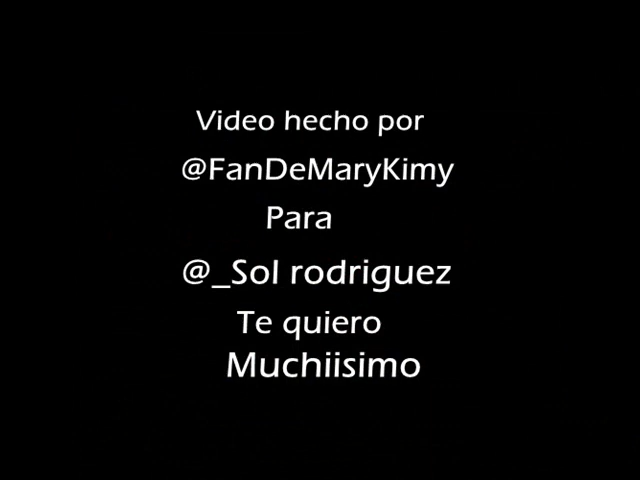 Video hecho por
@FanDeMaryKimy
Para
@_Sol rodriguez
Te quiero
Muchiisimo